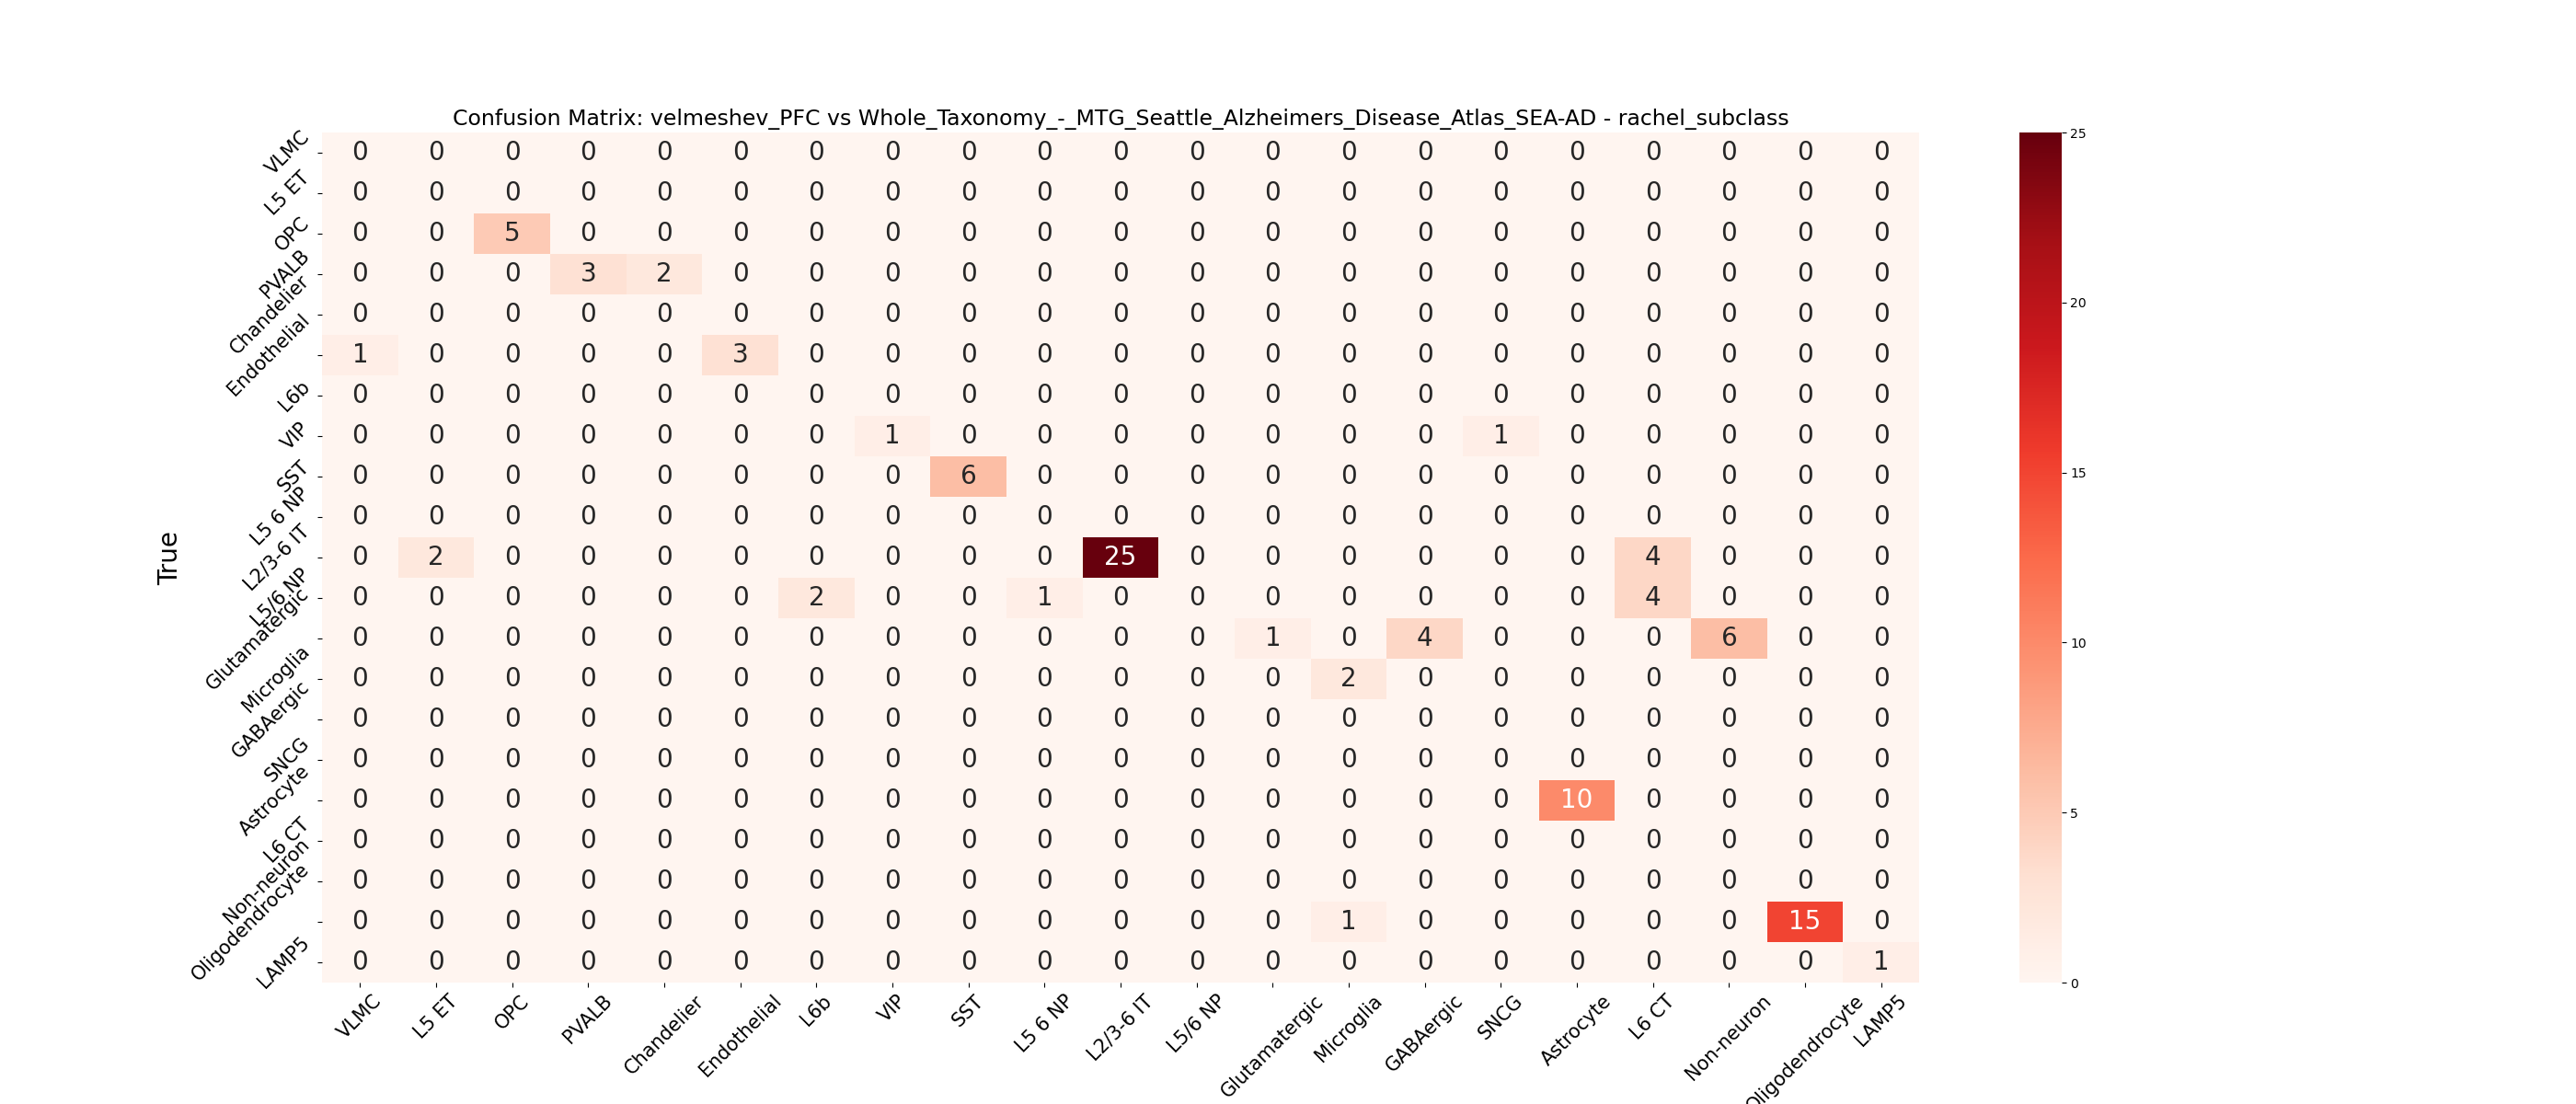 Confusion Matrix: velmeshev_PFC vs Whole_Taxonomy_-_MTG_Seattle_Alzheimers_Disease_Atlas_SEA-AD - rachel_subclass
True
VLMC 0 0 0 0 0 0 0 0 0 0 0 0 0 0 0 0 0 0 0 0 0
L5 ET 0 0 0 0 0 0 0 0 0 0 0 0 0 0 0 0 0 0 0 0 0
OPC 0 0 5 0 0 0 0 0 0 0 0 0 0 0 0 0 0 0 0 0 0
PVALB 0 0 0 3 2 0 0 0 0 0 0 0 0 0 0 0 0 0 0 0 0
Chandelier 0 0 0 0 0 0 0 0 0 0 0 0 0 0 0 0 0 0 0 0 0
Endothelial 1 0 0 0 0 3 0 0 0 0 0 0 0 0 0 0 0 0 0 0 0
L6b 0 0 0 0 0 0 0 0 0 0 0 0 0 0 0 0 0 0 0 0 0
VIP 0 0 0 0 0 0 0 1 0 0 0 0 0 0 0 1 0 0 0 0 0
SST 0 0 0 0 0 0 0 0 6 0 0 0 0 0 0 0 0 0 0 0 0
L5 6 NP 0 0 0 0 0 0 0 0 0 0 0 0 0 0 0 0 0 0 0 0 0
L2/3-6 IT 0 2 0 0 0 0 0 0 0 0 25 0 0 0 0 0 0 4 0 0 0
L5/6 NP 0 0 0 0 0 0 2 0 0 1 0 0 0 0 0 0 0 4 0 0 0
Glutamatergic 0 0 0 0 0 0 0 0 0 0 0 0 1 0 4 0 0 0 6 0 0
Microglia 0 0 0 0 0 0 0 0 0 0 0 0 0 2 0 0 0 0 0 0 0
GABAergic 0 0 0 0 0 0 0 0 0 0 0 0 0 0 0 0 0 0 0 0 0
SNCG 0 0 0 0 0 0 0 0 0 0 0 0 0 0 0 0 0 0 0 0 0
Astrocyte 0 0 0 0 0 0 0 0 0 0 0 0 0 0 0 0 10 0 0 0 0
L6 CT 0 0 0 0 0 0 0 0 0 0 0 0 0 0 0 0 0 0 0 0 0
Non-neuron 0 0 0 0 0 0 0 0 0 0 0 0 0 0 0 0 0 0 0 0 0
Oligodendrocyte 0 0 0 0 0 0 0 0 0 0 0 0 0 1 0 0 0 0 0 15 0
LAMP5 0 0 0 0 0 0 0 0 0 0 0 0 0 0 0 0 0 0 0 0 1
VLMC L5 ET OPC PVALB Chandelier Endothelial L6b VIP SST L5 6 NP L2/3-6 IT L5/6 NP Glutamatergic Microglia GABAergic SNCG Astrocyte L6 CT Non-neuron Oligodendrocyte LAMP5
25
20
15
10
5
0